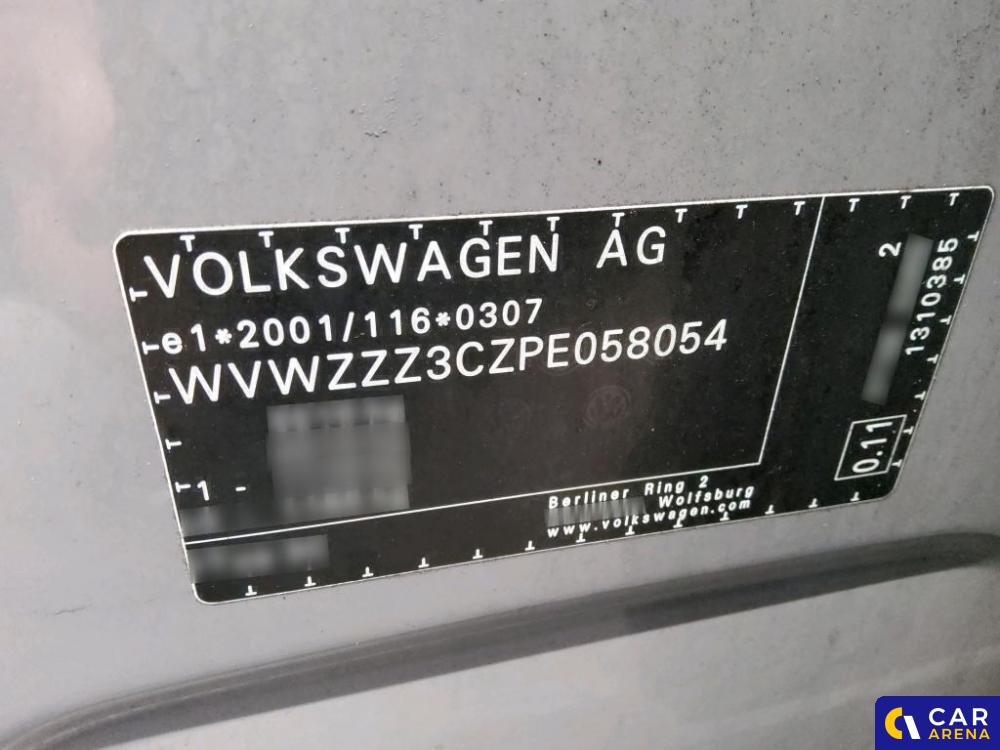 VOLKSWAGEN AG
e1*2001/116*0307
WVWZZZ3CZPE058054
1 -
Berliner Ring 2
Wolfsburg
www.volkswagen.com
2
1310385
0.11
CAR
ARENA